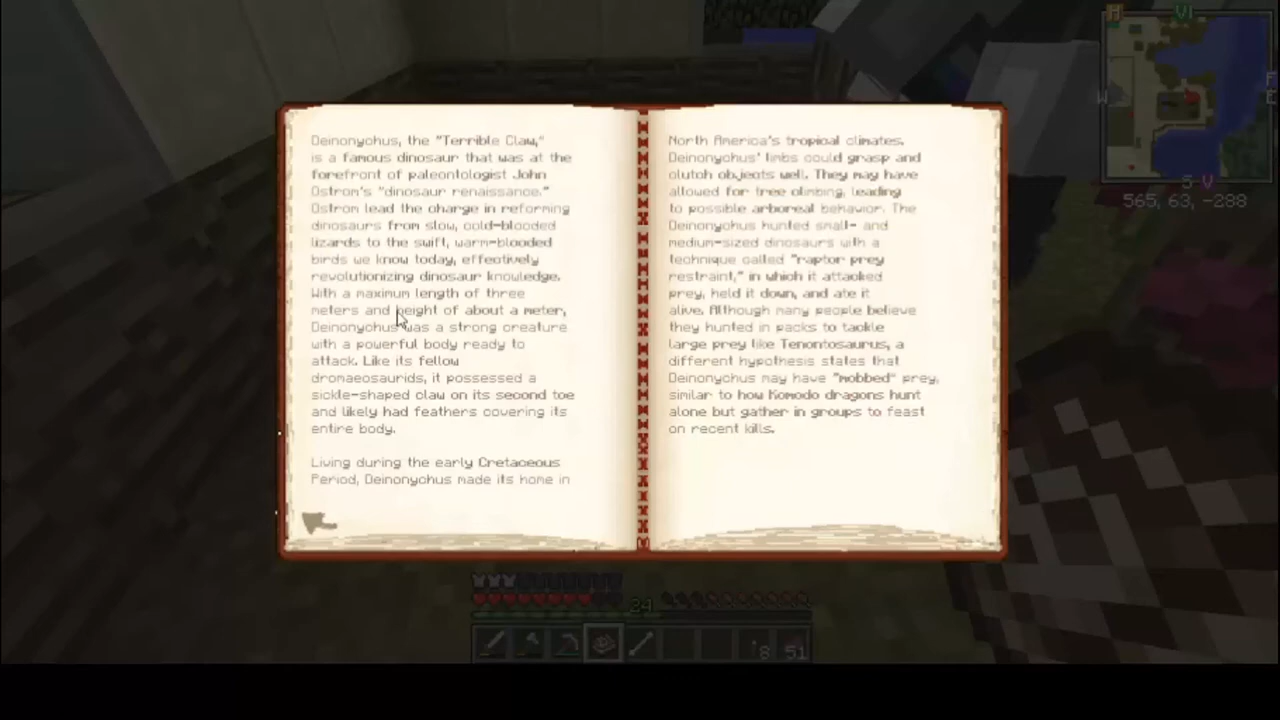 Deinonychus, the "Terrible Claw,"
is a famous dinosaur that was at the
forefront of paleontologist John
Ostrom's "dinosaur renaissance."
Ostrom lead the charge in reforming
dinosaurs from slow, cold-blooded
lizards to the swift, warm-blooded
birds we know today, effectively
revolutionizing dinosaur knowledge.
With a maximum length of three
meters and height of about a meter,
Deinonychus was a strong creature
with a powerful body ready to
attack. Like its fellow
dromaeosaurids, it possessed a
sickle-shaped claw on its second toe
and likely had feathers covering its
entire body.
Living during the early Cretaceous
Period, Deinonychus made its home in
North America's tropical climates.
Deinonychus' limbs could grasp and
clutch objects well. They may have
allowed for tree climbing, leading
to possible arboreal behavior. The
Deinonychus hunted small- and
medium-sized dinosaurs with a
technique called "raptor prey
restraint," in which it attacked
prey, held it down, and ate it
alive. Although many people believe
they hunted in packs to tackle
large prey like Tenontosaurus, a
different hypothesis states that
Deinonychus may have "mobbed" prey,
similar to how Komodo dragons hunt
alone but gather in groups to feast
on recent kills.
H VI
W
E
S V
565, 63, -288
24
8 51